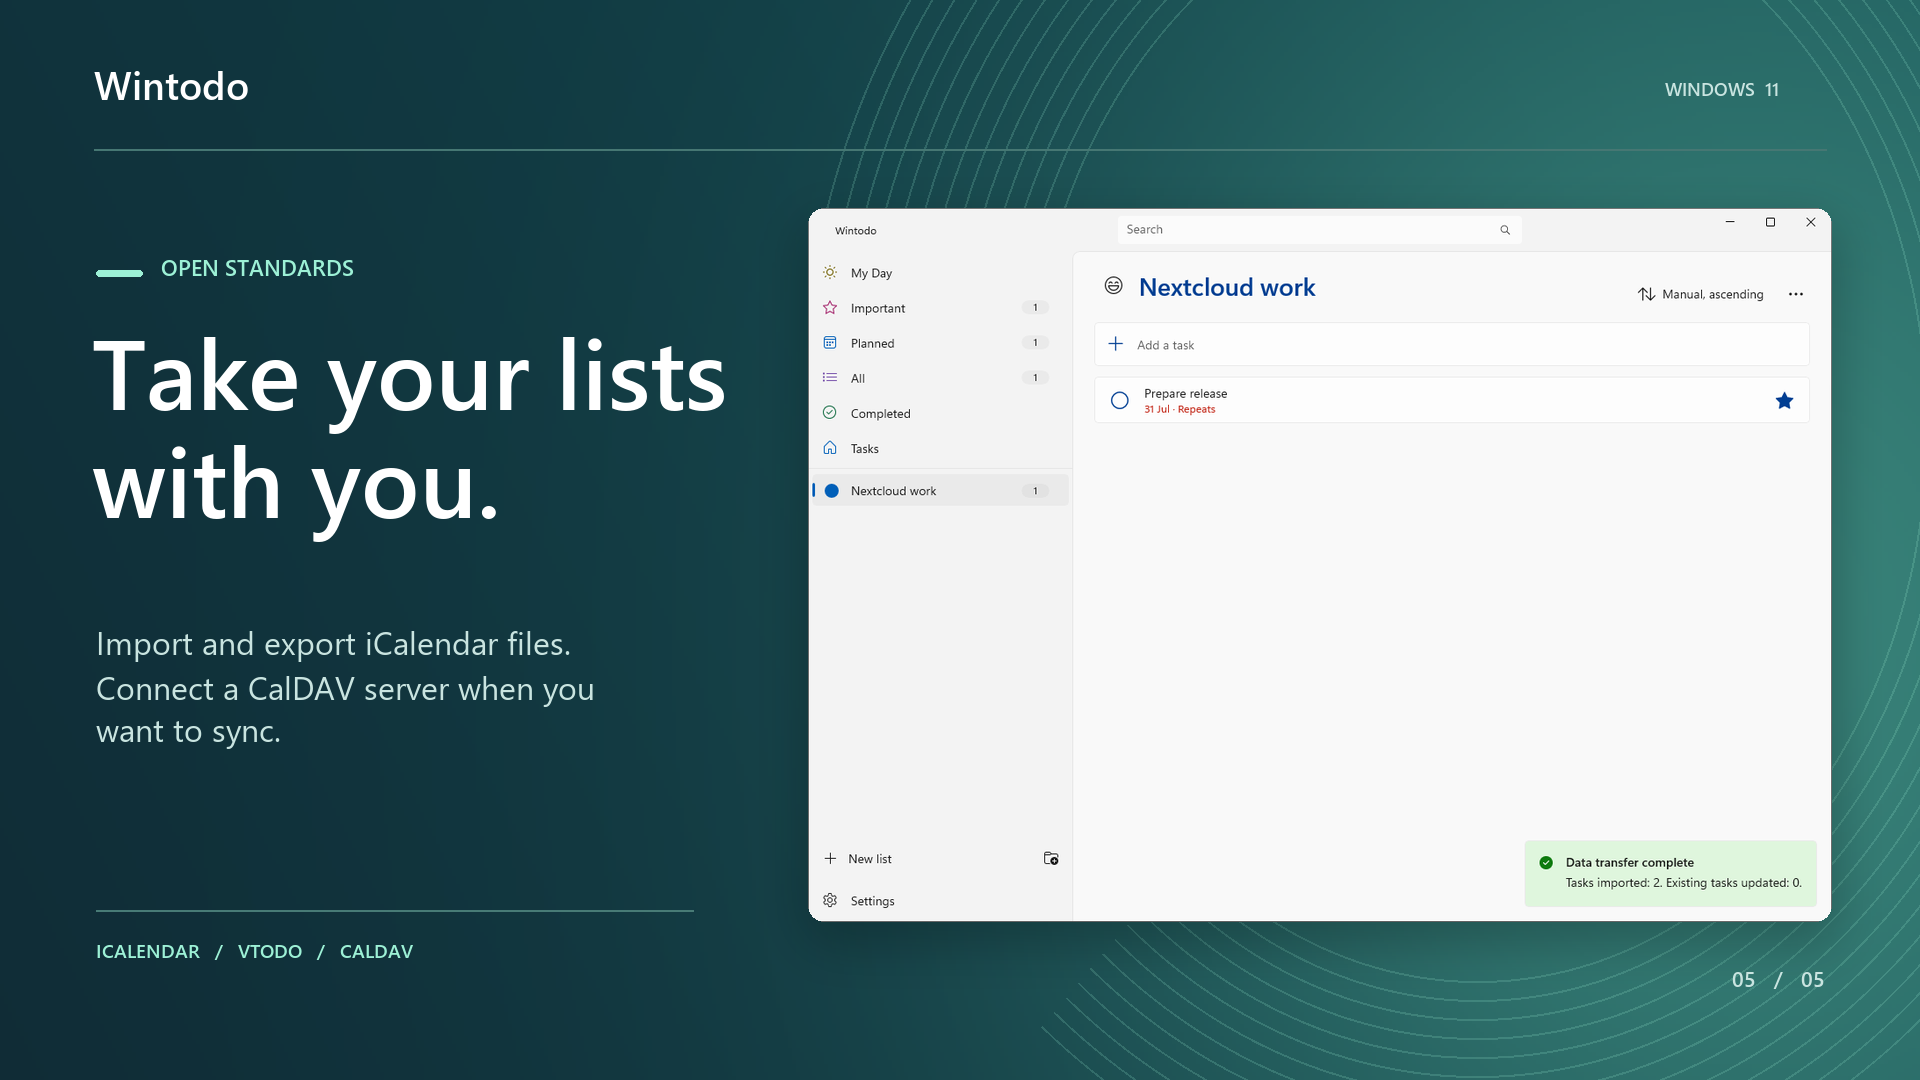 Wintodo
WINDOWS 11
OPEN STANDARDS
Take your lists
with you.
Import and export iCalendar files.
Connect a CalDAV server when you
want to sync.
ICALENDAR / VTODO / CALDAV
Wintodo
Search
My Day
Important 1
Planned 1
All 1
Completed
Tasks
Nextcloud work 1
New list
Settings
Nextcloud work
Manual, ascending
Add a task
Prepare release
31 Jul · Repeats
Data transfer complete
Tasks imported: 2. Existing tasks updated: 0.
05 / 05